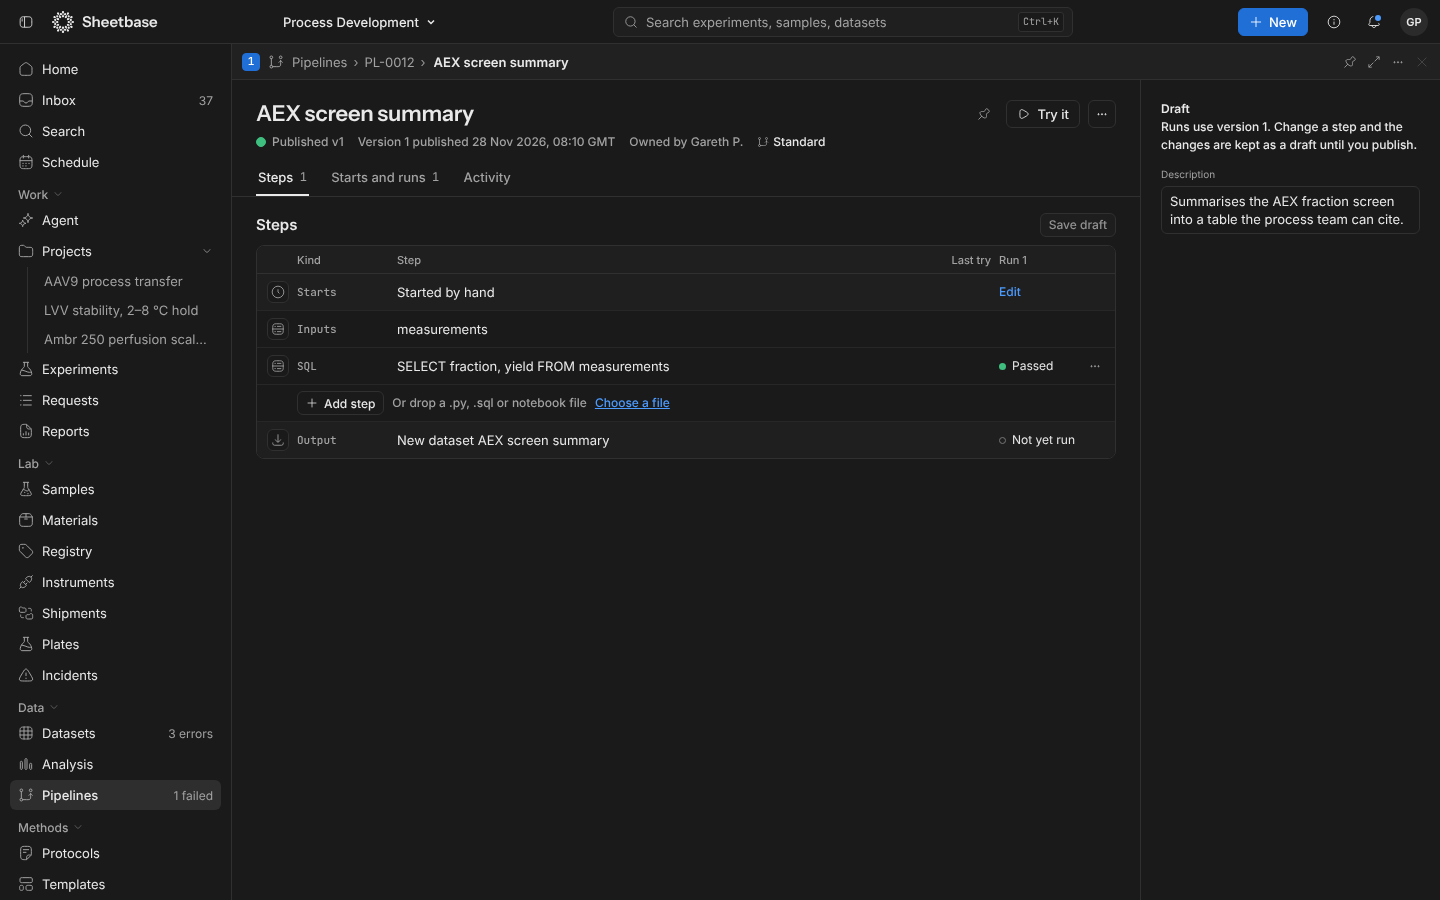 Sheetbase
Process Development
Search experiments, samples, datasets
Ctrl+K
New
GP
Home
Inbox 37
Search
Schedule
Work
Agent
Projects
AAV9 process transfer
LVV stability, 2–8 °C hold
Ambr 250 perfusion scal...
Experiments
Requests
Reports
Lab
Samples
Materials
Registry
Instruments
Shipments
Plates
Incidents
Data
Datasets 3 errors
Analysis
Pipelines 1 failed
Methods
Protocols
Templates
1 Pipelines › PL-0012 › AEX screen summary
AEX screen summary
Try it
Published v1 Version 1 published 28 Nov 2026, 08:10 GMT Owned by Gareth P. Standard
Steps 1 Starts and runs 1 Activity
Steps
Save draft
Kind Step Last try Run 1
Starts Started by hand Edit
Inputs measurements
SQL SELECT fraction, yield FROM measurements Passed
Add step Or drop a .py, .sql or notebook file Choose a file
Output New dataset AEX screen summary Not yet run
Draft
Runs use version 1. Change a step and the
changes are kept as a draft until you publish.
Description
Summarises the AEX fraction screen
into a table the process team can cite.